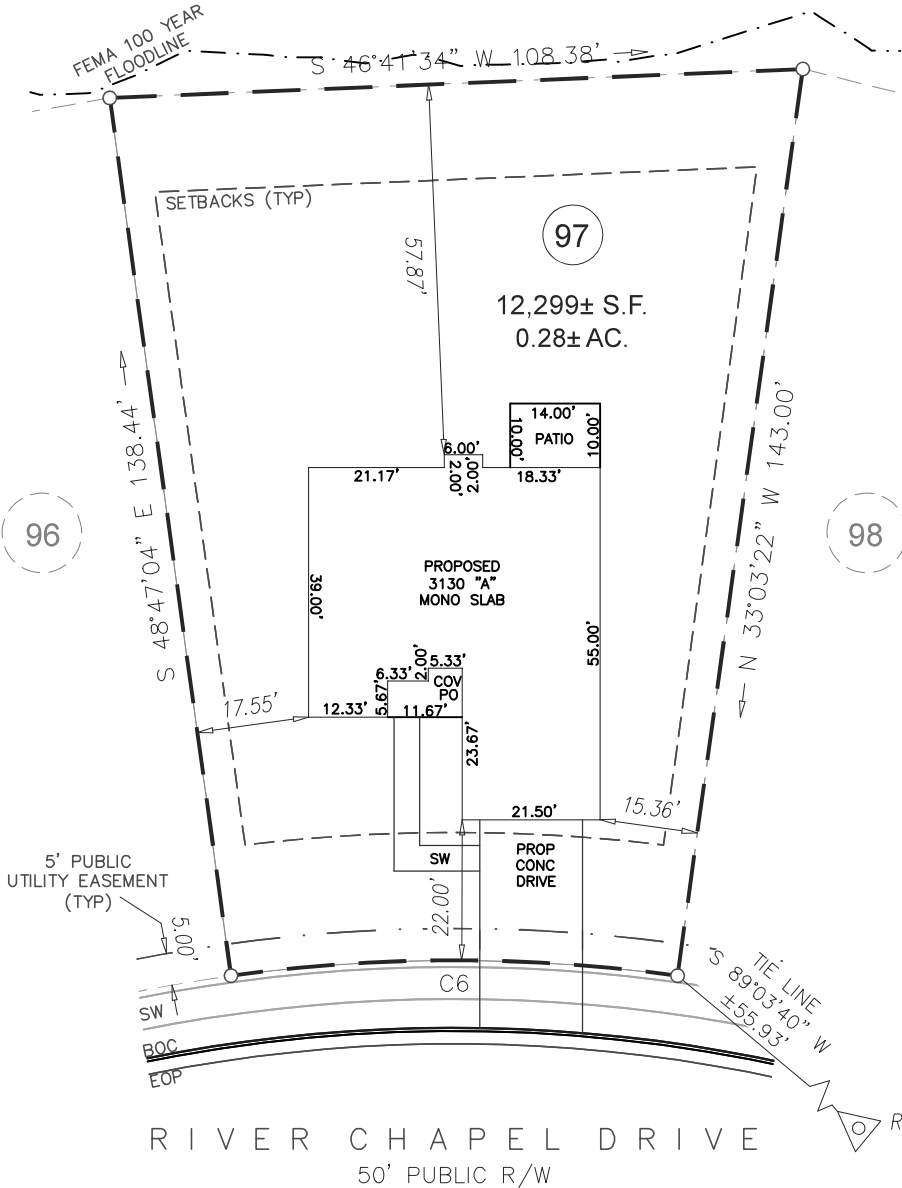 FEMA 100 YEAR
FLOODLINE
S 46°41'34" W 108.38'
SETBACKS (TYP)
97
57.87'
12,299± S.F.
0.28± AC.
14.00'
10.00'
PATIO
10.00'
6.00'
2.00'
2.00'
21.17'
18.33'
S 48°47'04" E 138.44'
N 33°03'22" W 143.00'
96
98
PROPOSED
3130 "A"
MONO SLAB
39.00'
55.00'
6.33'
2.00'
5.33'
COV
PO
5.67'
12.33'
11.67'
17.55'
23.67'
21.50'
15.36'
SW
PROP
CONC
DRIVE
5' PUBLIC
UTILITY EASEMENT
(TYP)
5.00'
22.00'
C6
TIE LINE
S 89°03'40" W
±55.93'
SW
BOC
EOP
R
RIVER CHAPEL DRIVE
50' PUBLIC R/W